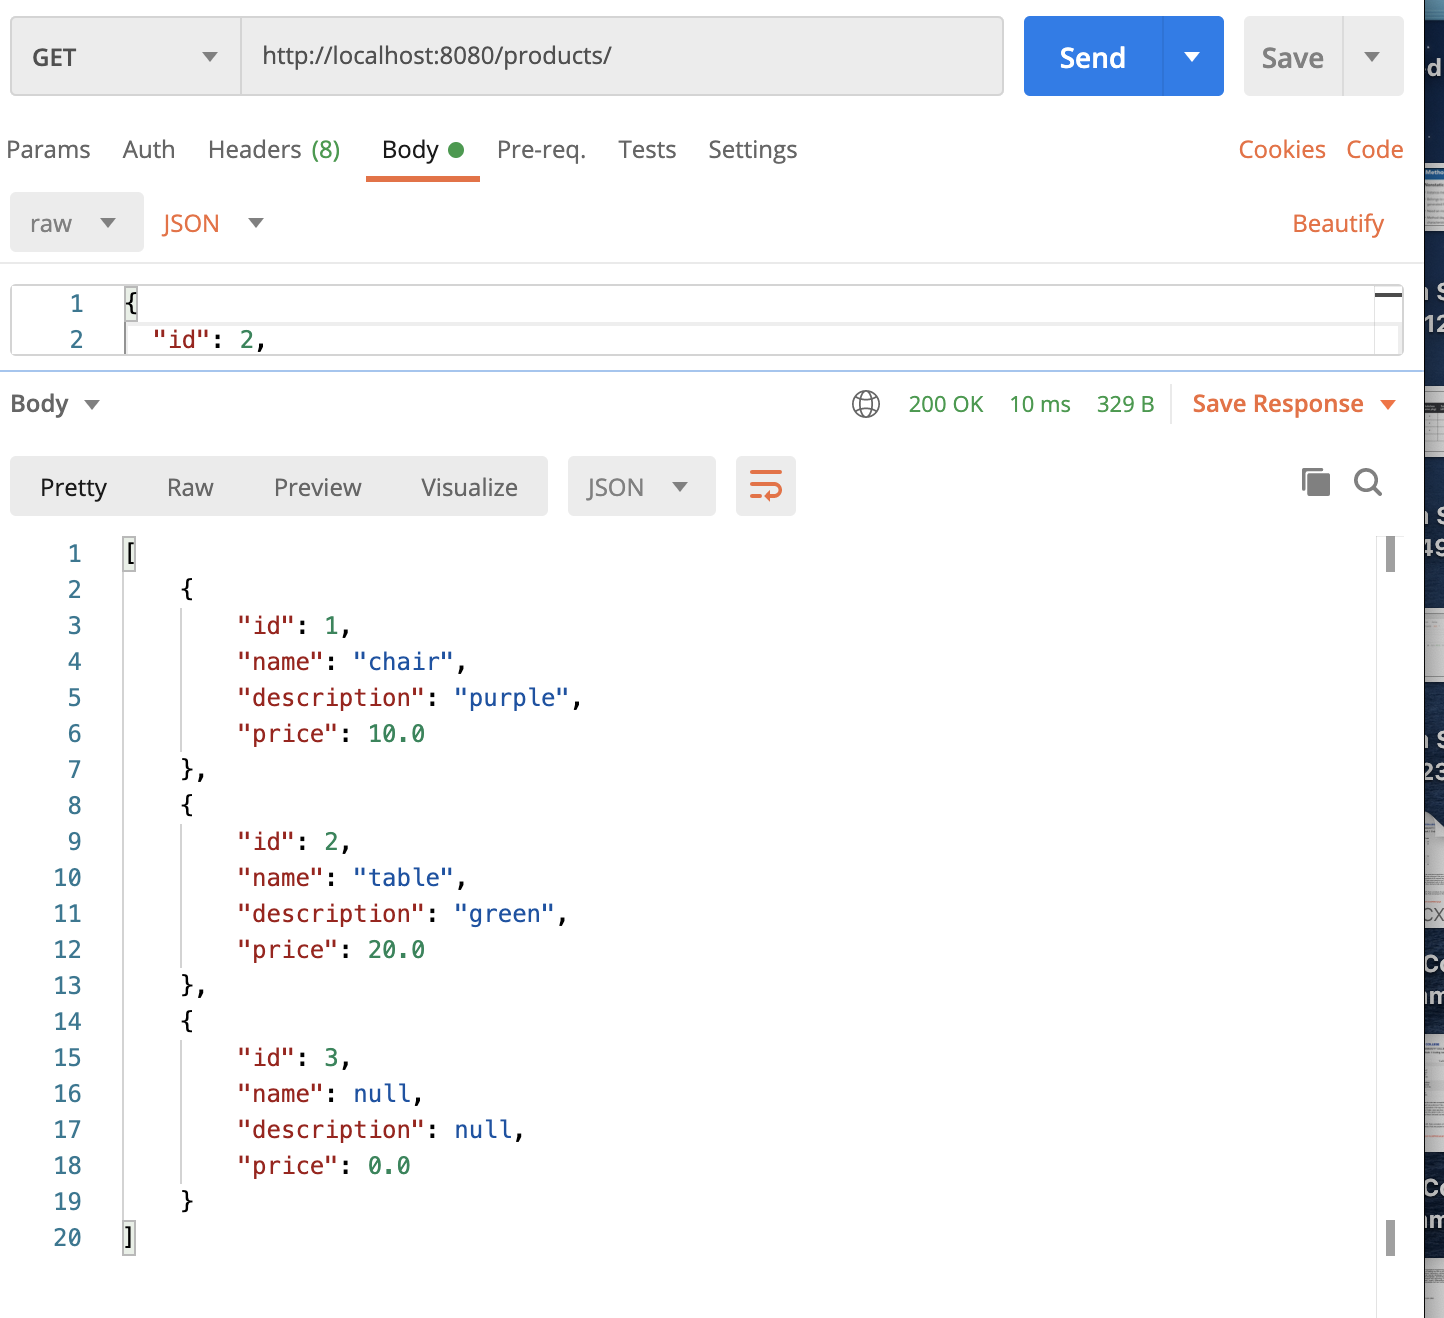 GET http://localhost:8080/products/ Send Save
Params Auth Headers (8) Body Pre-req. Tests Settings Cookies Code
raw JSON Beautify
1 {
2 "id": 2,
Body 200 OK 10 ms 329 B Save Response
Pretty Raw Preview Visualize JSON
1 [
2 {
3 "id": 1,
4 "name": "chair",
5 "description": "purple",
6 "price": 10.0
7 },
8 {
9 "id": 2,
10 "name": "table",
11 "description": "green",
12 "price": 20.0
13 },
14 {
15 "id": 3,
16 "name": null,
17 "description": null,
18 "price": 0.0
19 }
20 ]